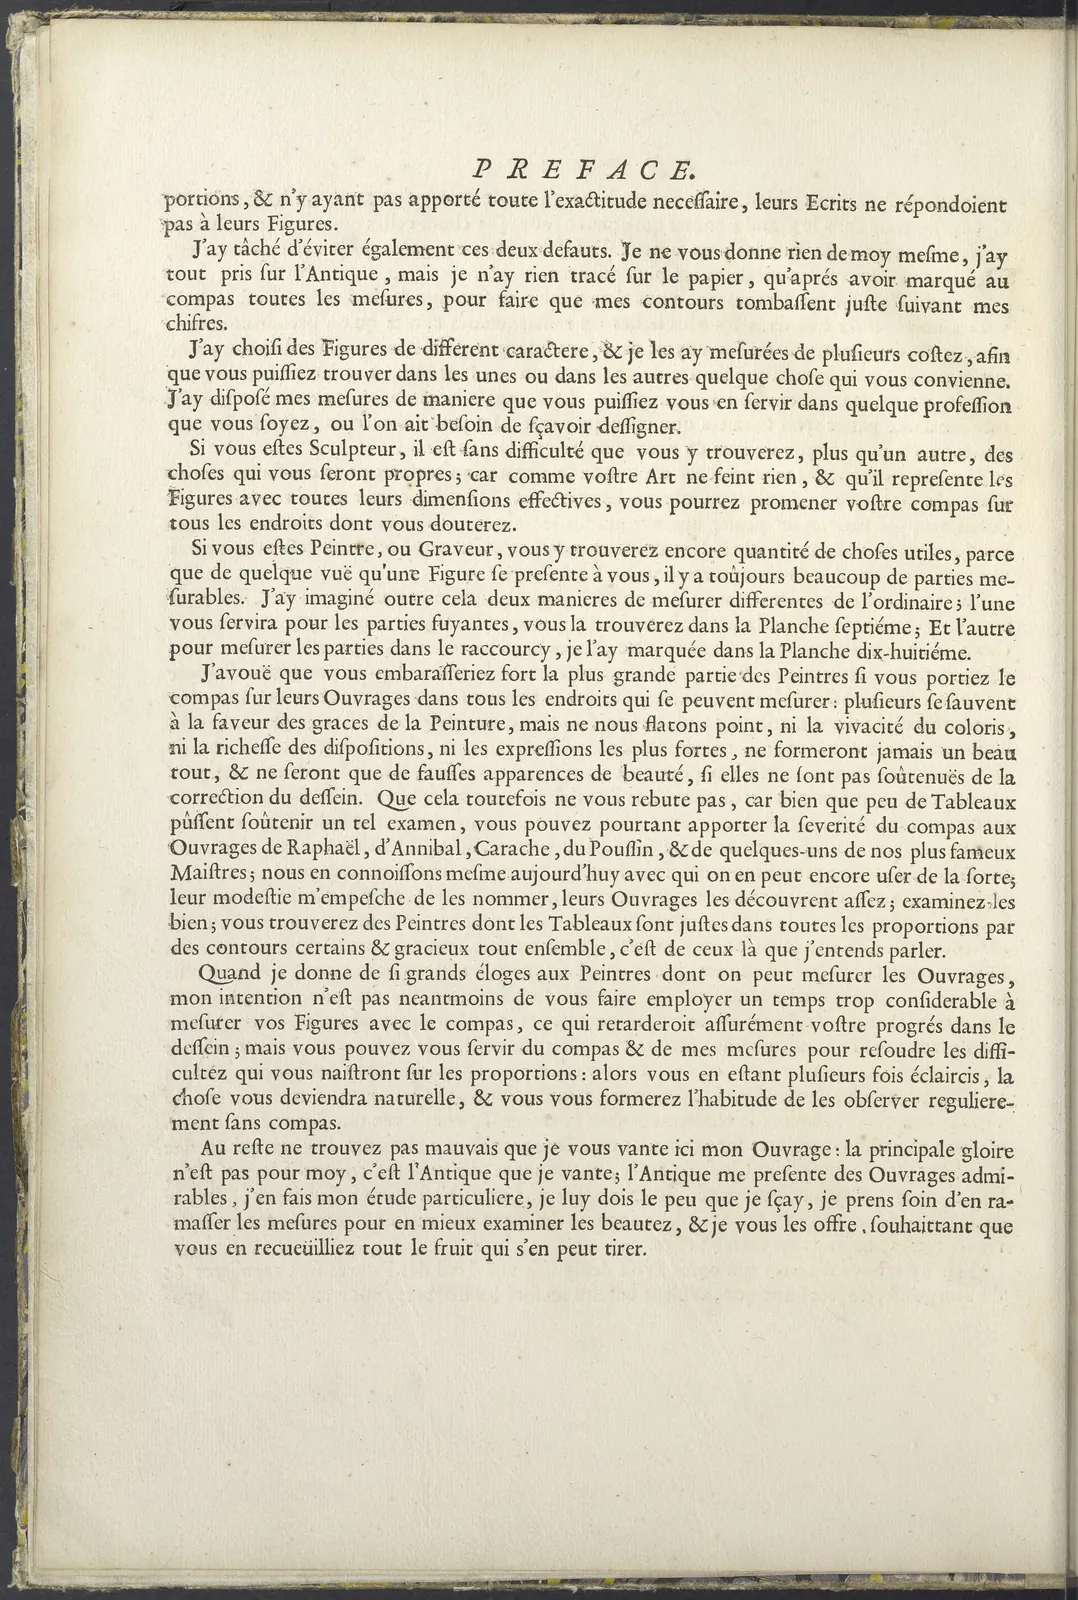 PREFACE.
portions, & n'y ayant pas apporté toute l'exactitude necessaire, leurs Ecrits ne répondoient
pas à leurs Figures.
J'ay tâché d'éviter également ces deux defauts. Je ne vous donne rien de moy meſme, j'ay
tout pris ſur l'Antique, mais je n'ay rien tracé ſur le papier, qu'aprés avoir marqué au
compas toutes les meſures, pour faire que mes contours tombaſſent juſte ſuivant mes
chifres.
J'ay choiſi des Figures de different caractere, & je les ay meſurées de pluſieurs coſtez, afin
que vous puiſſiez trouver dans les unes ou dans les autres quelque choſe qui vous convienne.
J'ay diſpoſé mes meſures de maniere que vous puiſſiez vous en ſervir dans quelque profeſſion
que vous ſoyez, ou l'on ait beſoin de ſçavoir deſſigner.
Si vous eſtes Sculpteur, il eſt ſans difficulté que vous y trouverez, plus qu'un autre, des
choſes qui vous ſeront propres; car comme voſtre Art ne feint rien, & qu'il repreſente les
Figures avec toutes leurs dimenſions effectives, vous pourrez promener voſtre compas ſur
tous les endroits dont vous douterez.
Si vous eſtes Peintre, ou Graveur, vous y trouverez encore quantité de choſes utiles, parce
que de quelque vuë qu'une Figure ſe preſente à vous, il y a toûjours beaucoup de parties me-
ſurables. J'ay imaginé outre cela deux manieres de meſurer differentes de l'ordinaire; l'une
vous ſervira pour les parties fuyantes, vous la trouverez dans la Planche ſeptiéme; Et l'autre
pour meſurer les parties dans le raccourcy, je l'ay marquée dans la Planche dix-huitiéme.
J'avouë que vous embaraſſeriez fort la plus grande partie des Peintres ſi vous portiez le
compas ſur leurs Ouvrages dans tous les endroits qui ſe peuvent meſurer: pluſieurs ſe ſauvent
à la faveur des graces de la Peinture, mais ne nous flatons point, ni la vivacité du coloris,
ni la richeſſe des diſpoſitions, ni les expreſſions les plus fortes, ne formeront jamais un beau
tout, & ne ſeront que de fauſſes apparences de beauté, ſi elles ne ſont pas ſoûtenuës de la
correction du deſſein. Que cela toutefois ne vous rebute pas, car bien que peu de Tableaux
pûſſent ſoûtenir un tel examen, vous pouvez pourtant apporter la ſeverité du compas aux
Ouvrages de Raphaël, d'Annibal, Carache, du Pouſſin, & de quelques-uns de nos plus fameux
Maiſtres; nous en connoiſſons meſme aujourd'huy avec qui on en peut encore uſer de la ſorte;
leur modeſtie m'empeſche de les nommer, leurs Ouvrages les découvrent aſſez; examinez-les
bien; vous trouverez des Peintres dont les Tableaux ſont juſtes dans toutes les proportions par
des contours certains & gracieux tout enſemble, c'eſt de ceux là que j'entends parler.
Quand je donne de ſi grands éloges aux Peintres dont on peut meſurer les Ouvrages,
mon intention n'eſt pas neantmoins de vous faire employer un temps trop conſiderable à
meſurer vos Figures avec le compas, ce qui retarderoit aſſurément voſtre progrés dans le
deſſein; mais vous pouvez vous ſervir du compas & de mes meſures pour reſoudre les diffi-
cultez qui vous naiſtront ſur les proportions: alors vous en eſtant pluſieurs fois éclaircis, la
choſe vous deviendra naturelle, & vous vous formerez l'habitude de les obſerver reguliere-
ment ſans compas.
Au reſte ne trouvez pas mauvais que je vous vante ici mon Ouvrage: la principale gloire
n'eſt pas pour moy, c'eſt l'Antique que je vante; l'Antique me preſente des Ouvrages admi-
rables, j'en fais mon étude particuliere, je luy dois le peu que je ſçay, je prens ſoin d'en ra-
maſſer les meſures pour en mieux examiner les beautez, & je vous les offre, ſouhaittant que
vous en recueüilliez tout le fruit qui s'en peut tirer.